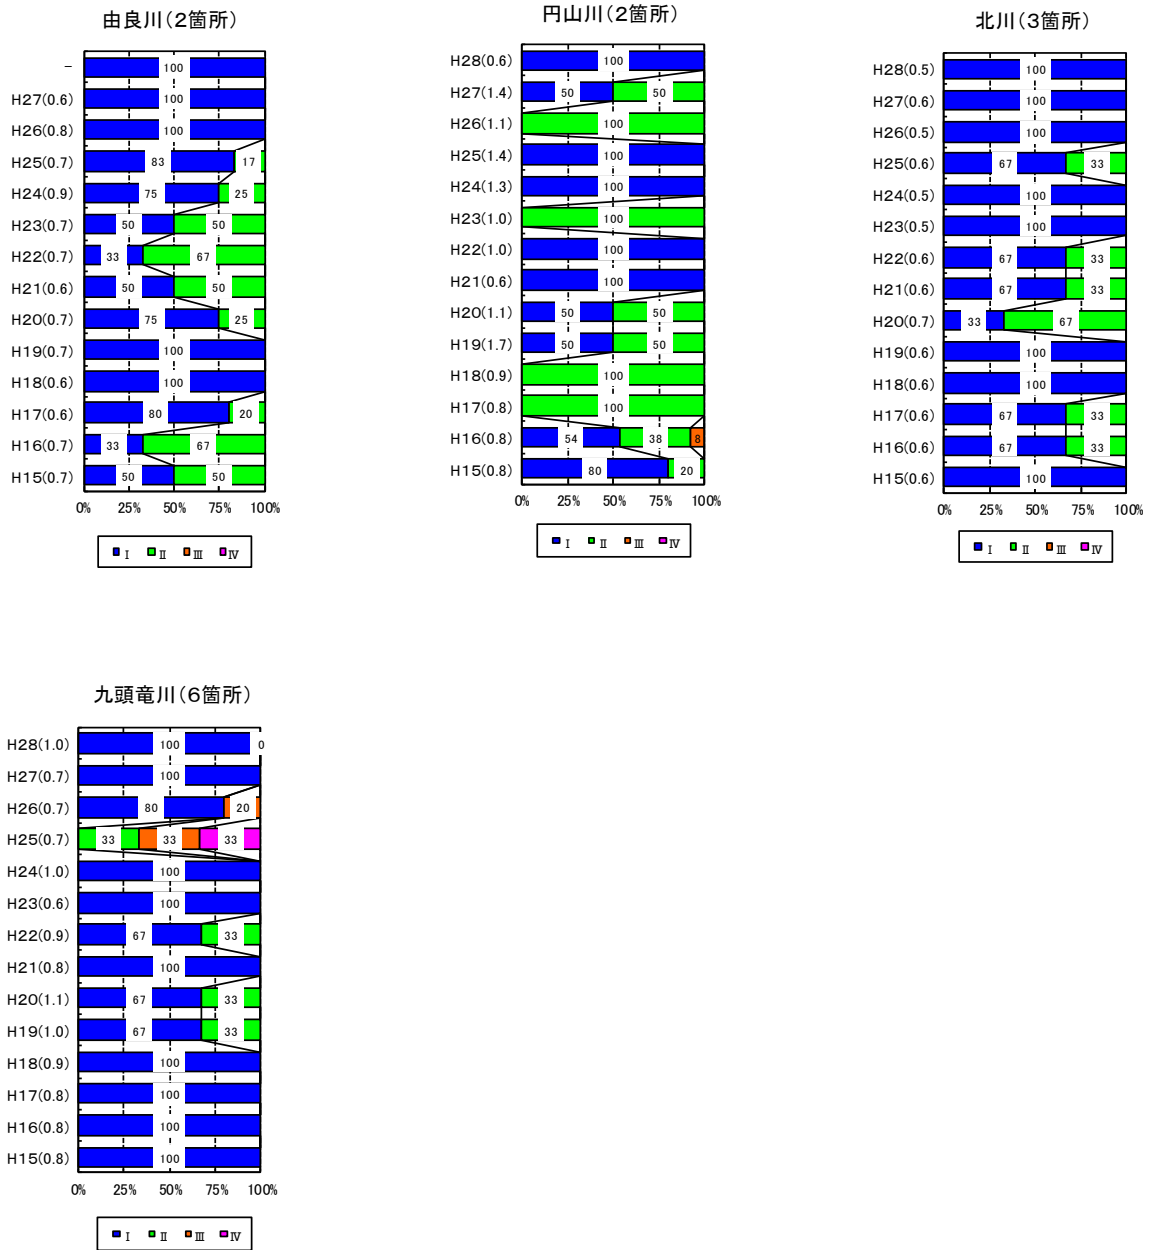 由良川（2箇所）
－ 100
H27(0.6) 100
H26(0.8) 100
H25(0.7) 83 17
H24(0.9) 75 25
H23(0.7) 50 50
H22(0.7) 33 67
H21(0.6) 50 50
H20(0.7) 75 25
H19(0.7) 100
H18(0.6) 100
H17(0.6) 80 20
H16(0.7) 33 67
H15(0.7) 50 50
0% 25% 50% 75% 100%
Ⅰ Ⅱ Ⅲ Ⅳ
円山川（2箇所）
H28(0.6) 100
H27(1.4) 50 50
H26(1.1) 100
H25(1.4) 100
H24(1.3) 100
H23(1.0) 100
H22(1.0) 100
H21(0.6) 100
H20(1.1) 50 50
H19(1.7) 50 50
H18(0.9) 100
H17(0.8) 100
H16(0.8) 54 38 8
H15(0.8) 80 20
0% 25% 50% 75% 100%
Ⅰ Ⅱ Ⅲ Ⅳ
北川（3箇所）
H28(0.5) 100
H27(0.6) 100
H26(0.5) 100
H25(0.6) 67 33
H24(0.5) 100
H23(0.5) 100
H22(0.6) 67 33
H21(0.6) 67 33
H20(0.7) 33 67
H19(0.6) 100
H18(0.6) 100
H17(0.6) 67 33
H16(0.6) 67 33
H15(0.6) 100
0% 25% 50% 75% 100%
Ⅰ Ⅱ Ⅲ Ⅳ
九頭竜川（6箇所）
H28(1.0) 100 0
H27(0.7) 100
H26(0.7) 80 20
H25(0.7) 33 33 33
H24(1.0) 100
H23(0.6) 100
H22(0.9) 67 33
H21(0.8) 100
H20(1.1) 67 33
H19(1.0) 67 33
H18(0.9) 100
H17(0.8) 100
H16(0.8) 100
H15(0.8) 100
0% 25% 50% 75% 100%
Ⅰ Ⅱ Ⅲ Ⅳ